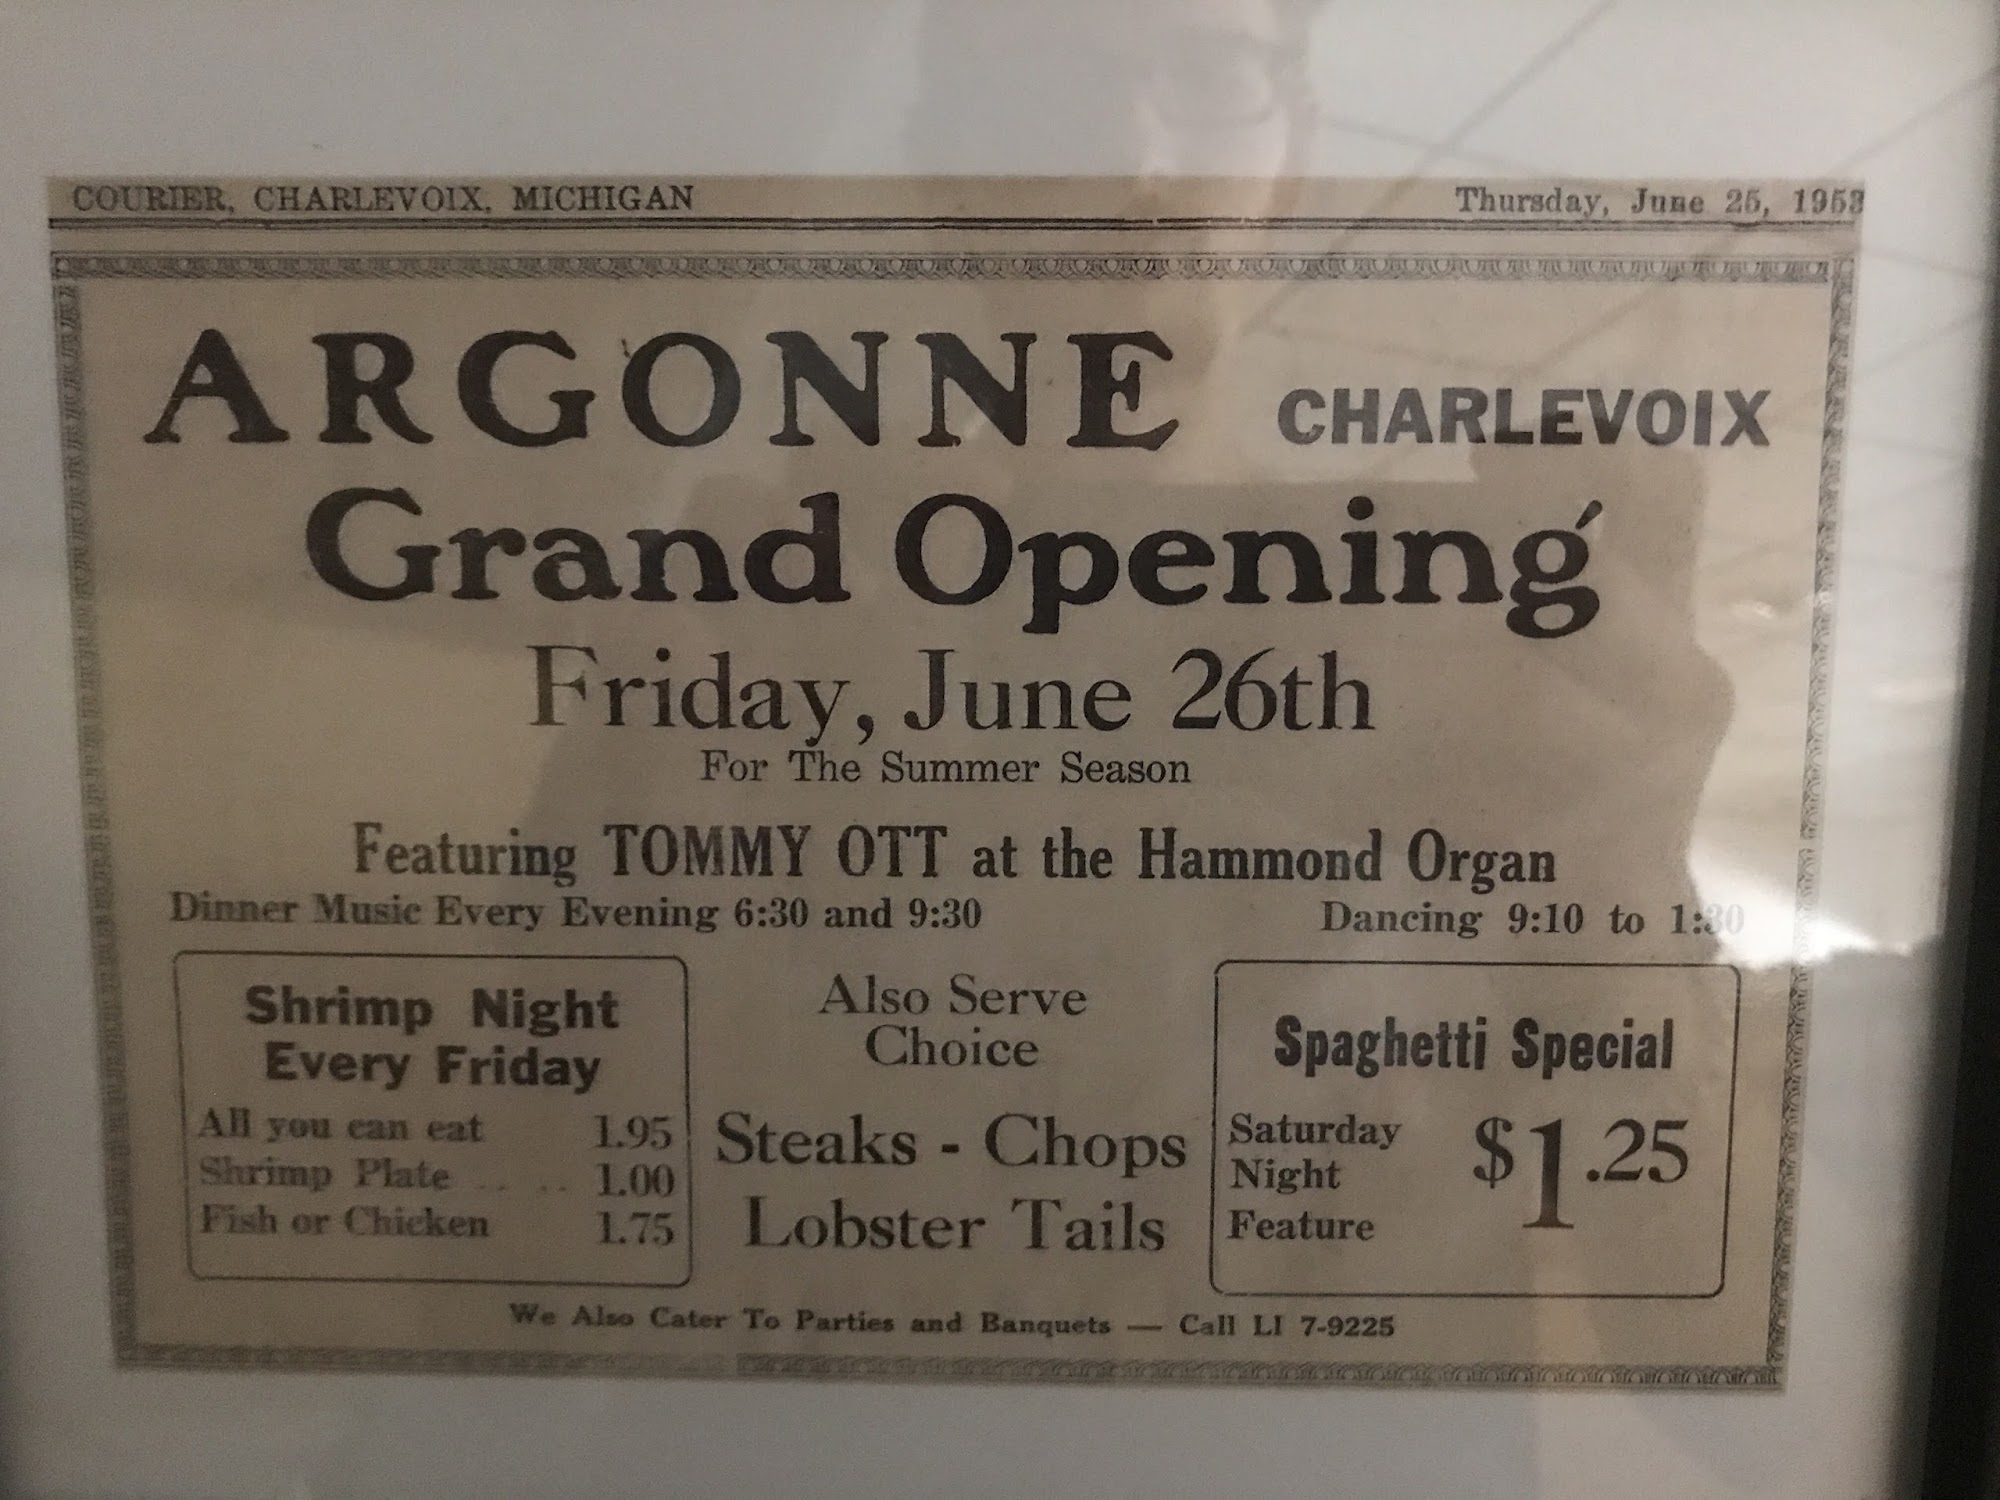 COURIER, CHARLEVOIX, MICHIGAN Thursday, June 25, 1953
ARGONNE CHARLEVOIX
Grand Opening
Friday, June 26th
For The Summer Season
Featuring TOMMY OTT at the Hammond Organ
Dinner Music Every Evening 6:30 and 9:30 Dancing 9:10 to 1:30
Shrimp Night
Every Friday
All you can eat 1.95
Shrimp Plate .. .. 1.00
Fish or Chicken 1.75
Also Serve
Choice
Steaks - Chops
Lobster Tails
Spaghetti Special
Saturday
Night
Feature
$1.25
We Also Cater To Parties and Banquets — Call LI 7-9225